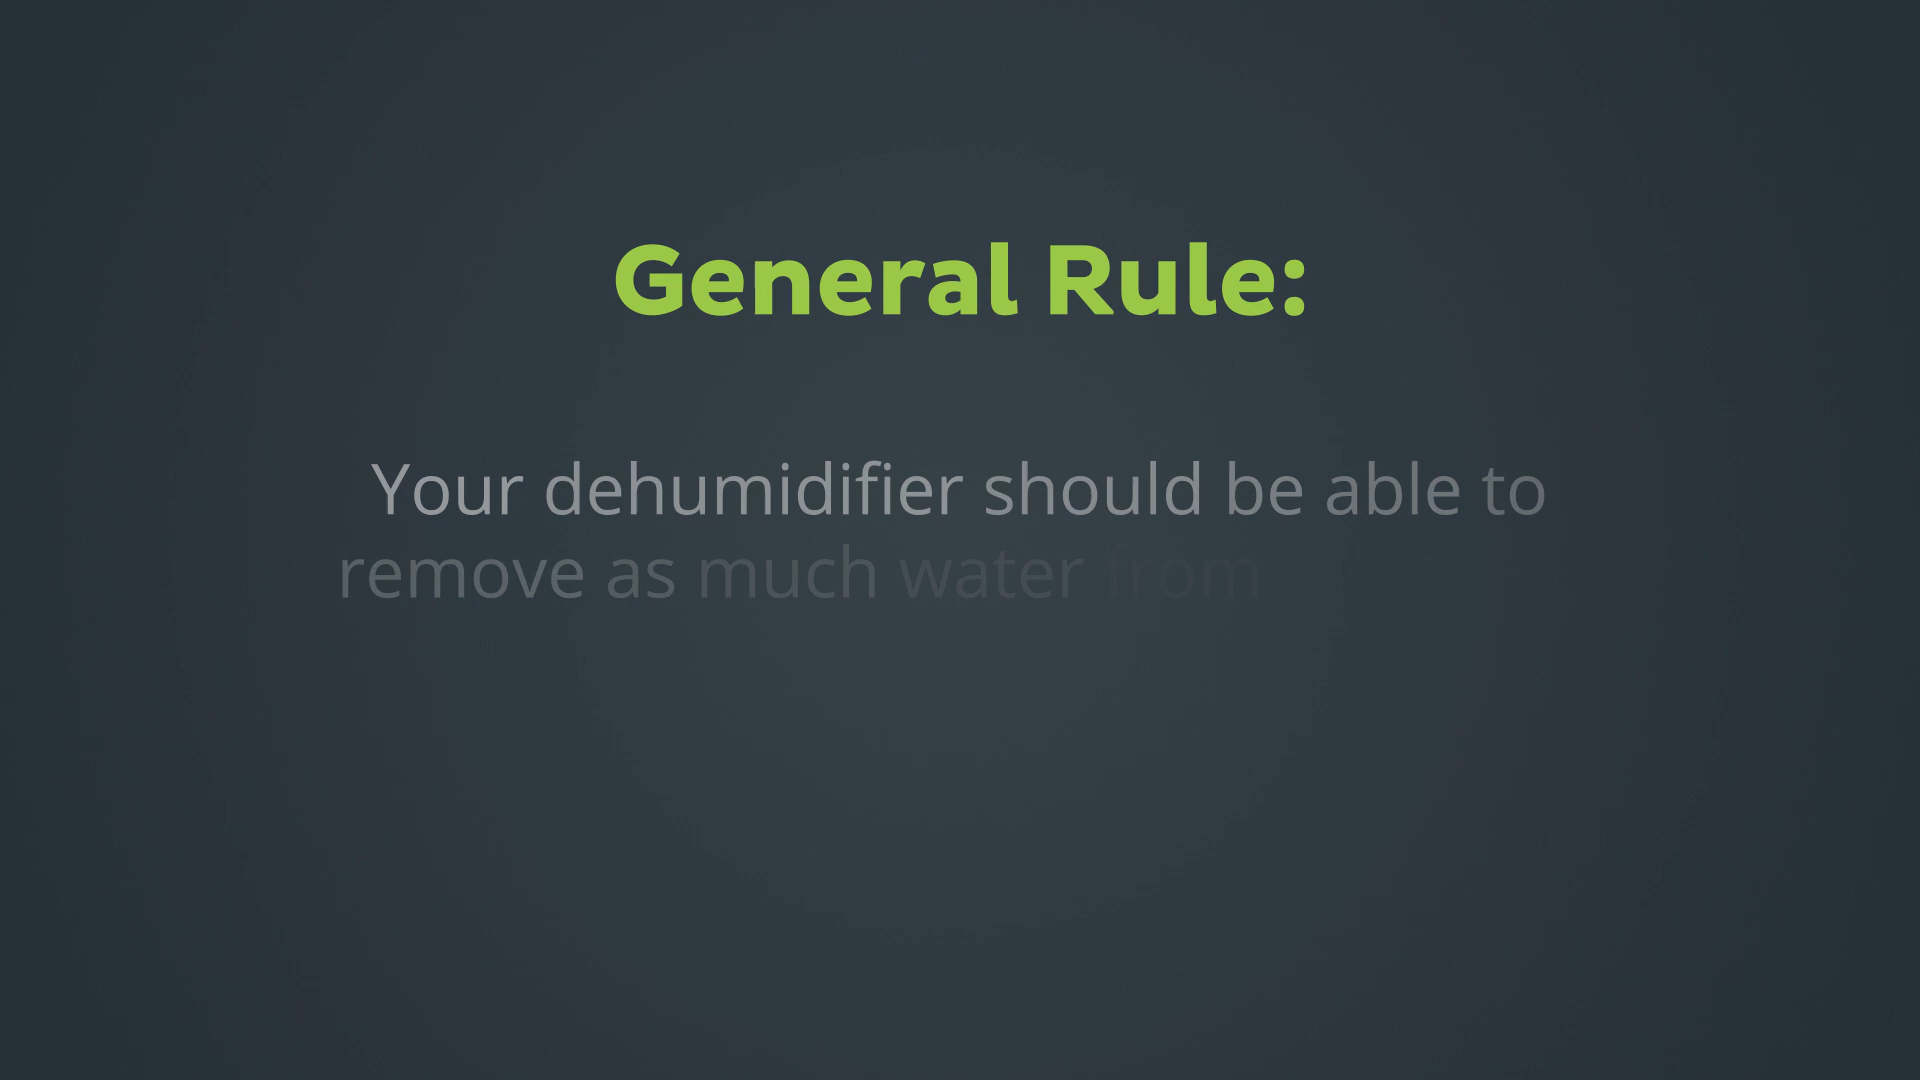 General Rule:
Your dehumidifier should be able to
remove as much water from